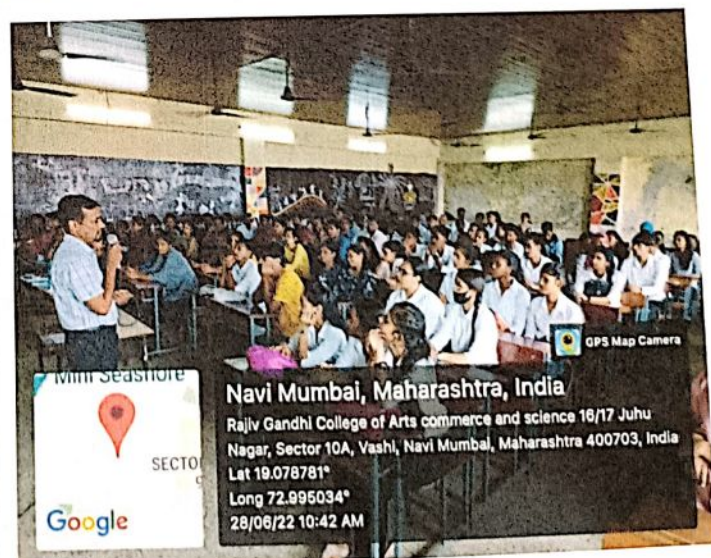 GPS Map Camera
Mini Seashore
SECTO
Google
Navi Mumbai, Maharashtra, India
Rajiv Gandhi College of Arts commerce and science 16/17 Juhu
Nagar, Sector 10A, Vashi, Navi Mumbai, Maharashtra 400703, India
Lat 19.078781°
Long 72.995034°
28/06/22 10:42 AM